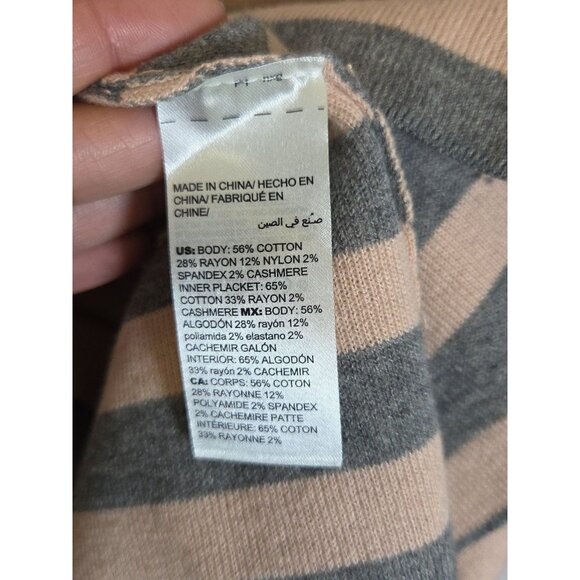 MADE IN CHINA/ HECHO EN
CHINA/ FABRIQUÉ EN
CHINE/
صنع في الصين
US: BODY: 56% COTTON
28% RAYON 12% NYLON 2%
SPANDEX 2% CASHMERE
INNER PLACKET: 65%
COTTON 33% RAYON 2%
CASHMERE MX: BODY: 56%
ALGODÓN 28% rayón 12%
poliamida 2% elastano 2%
CACHEMIR GALÓN
INTERIOR: 65% ALGODÓN
33% rayón 2% CACHEMIR
CA: CORPS: 56% COTON
28% RAYONNE 12%
POLYAMIDE 2% SPANDEX
2% CACHEMIRE PATTE
INTÉRIEURE: 65% COTON
33% RAYONNE 2%